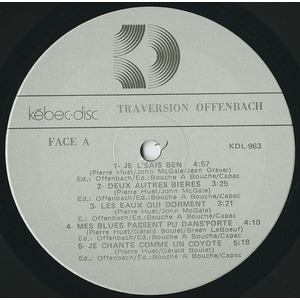 kébec-disc
TRAVERSION OFFENBACH
FACE A
KDL-963
1- JE L'SAIS BEN 4:57
(Pierre Huet/John McGale/Jean Gravel)
Ed.: Offenbach/Ed.:Bouche A Bouche/Capac
2- DEUX AUTRES BIERES 3:25
(Pierre Huet/John McGale)
Ed.: Offenbach/Ed.:Bouche A Bouche/Capac
3- LES EAUX QUI DORMENT 3:21
(Pierre Huet/John McGale)
Ed.: Offenbach/Ed.:Bouche A Bouche/Capac
4- MES BLUES PASSENT PU DANS'PORTE 4:10
(Pierre Huet/Gérald Boulet/Breen LeBoeuf)
Ed.: Offenbach/Ed.:Bouche A Bouche/Capac
5- JE CHANTE COMME UN COYOTE 5:18
(Pierre Huet/Gérald Boulet)
Ed.: Offenbach/Ed.:Bouche A Bouche/Capac